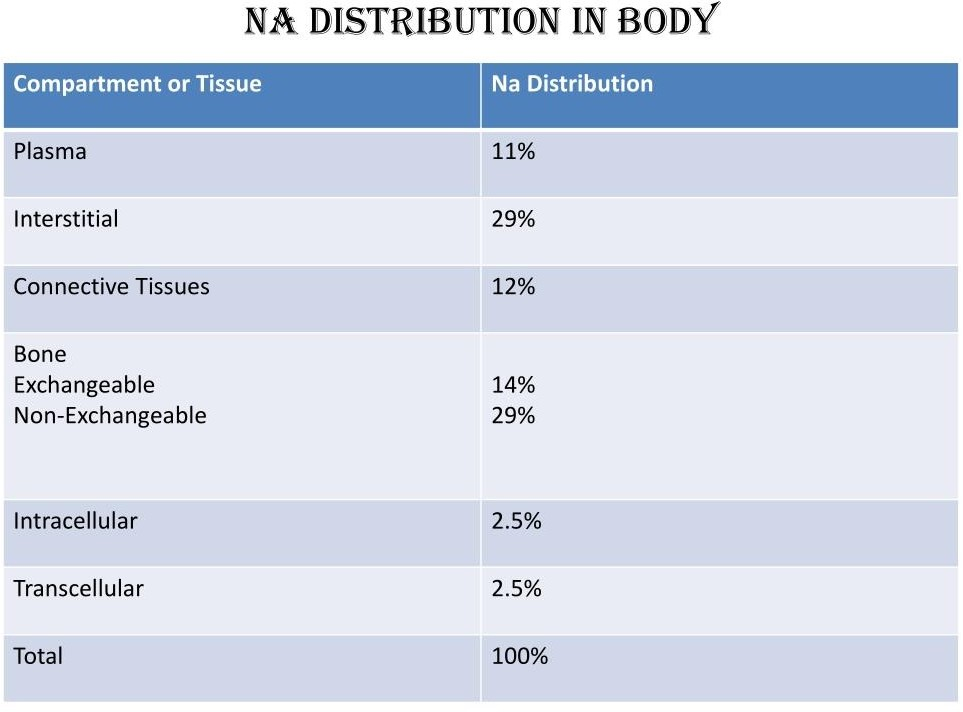 NA DISTRIBUTION IN BODY
Compartment or Tissue Na Distribution
Plasma 11%
Interstitial 29%
Connective Tissues 12%
Bone
Exchangeable 14%
Non-Exchangeable 29%
Intracellular 2.5%
Transcellular 2.5%
Total 100%